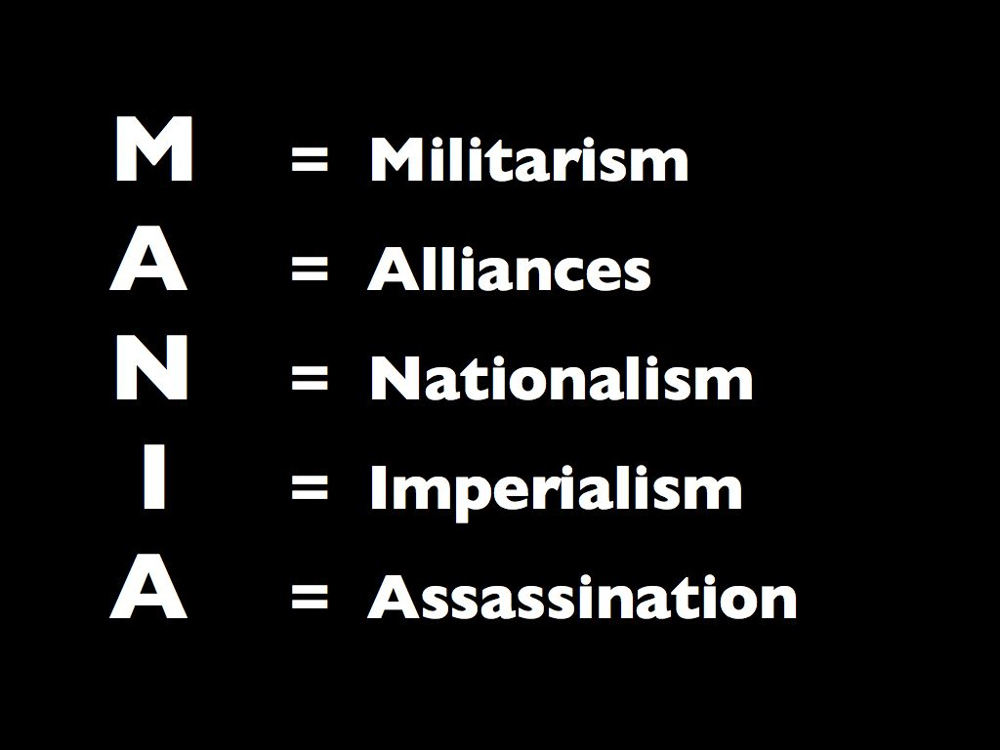 M = Militarism
A = Alliances
N = Nationalism
I = Imperialism
A = Assassination